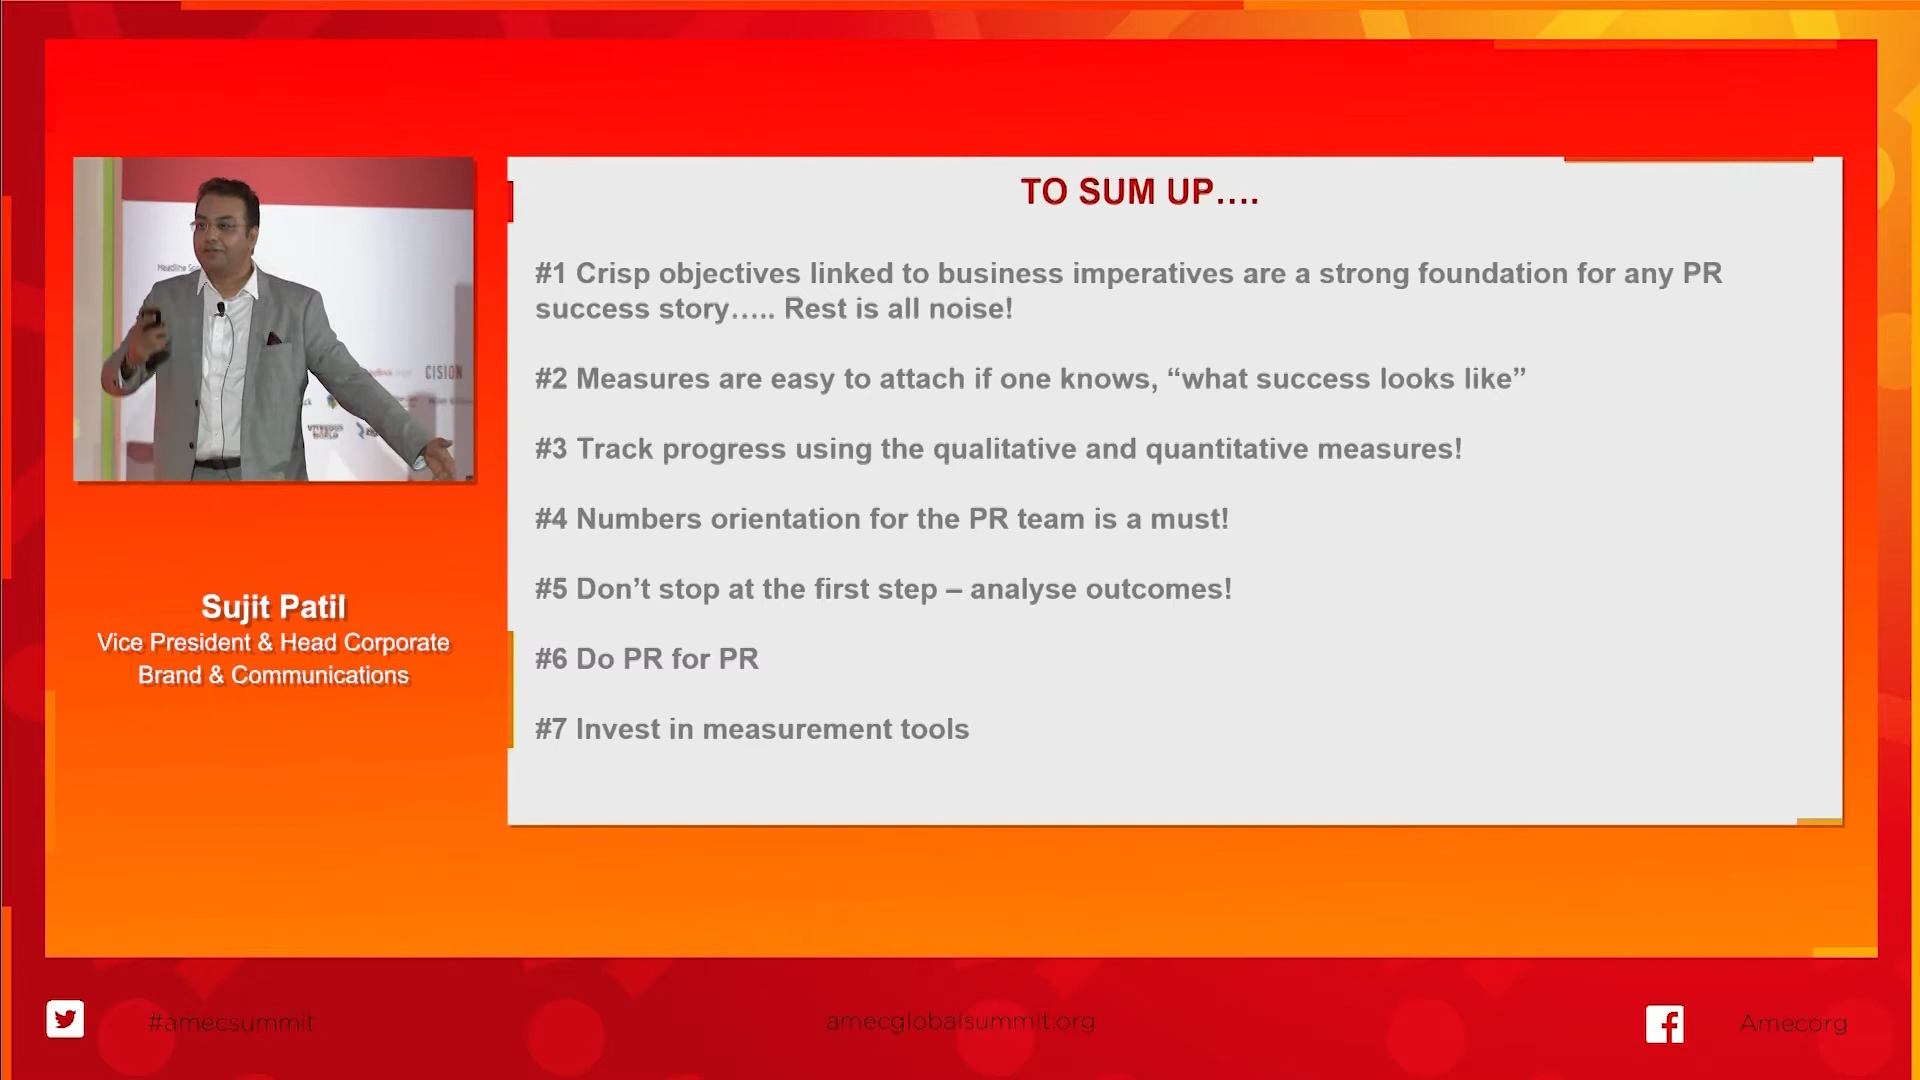 TO SUM UP….
#1 Crisp objectives linked to business imperatives are a strong foundation for any PR
success story….. Rest is all noise!
#2 Measures are easy to attach if one knows, “what success looks like”
#3 Track progress using the qualitative and quantitative measures!
#4 Numbers orientation for the PR team is a must!
#5 Don’t stop at the first step – analyse outcomes!
#6 Do PR for PR
#7 Invest in measurement tools
Headline
CISION
Sujit Patil
Vice President & Head Corporate
Brand & Communications
#amecsummit
amecglobalsummit.org
Amecorg